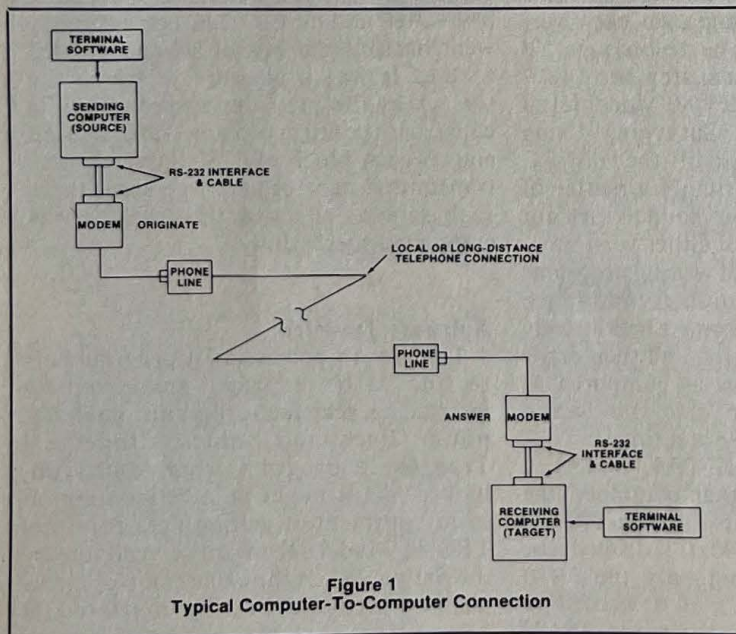 TERMINAL
SOFTWARE
SENDING
COMPUTER
(SOURCE)
RS-232 INTERFACE
& CABLE
MODEM
ORIGINATE
PHONE
LINE
LOCAL OR LONG-DISTANCE
TELEPHONE CONNECTION
PHONE
LINE
ANSWER
MODEM
RS-232
INTERFACE
& CABLE
RECEIVING
COMPUTER
(TARGET)
TERMINAL
SOFTWARE
Figure 1
Typical Computer-To-Computer Connection